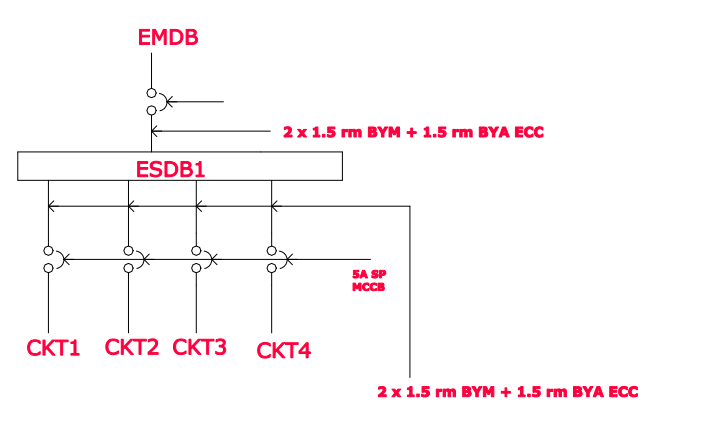 EMDB
2 x 1.5 rm BYM + 1.5 rm BYA ECC
ESDB1
5A SP
MCCB
CKT1 CKT2 CKT3 CKT4
2 x 1.5 rm BYM + 1.5 rm BYA ECC